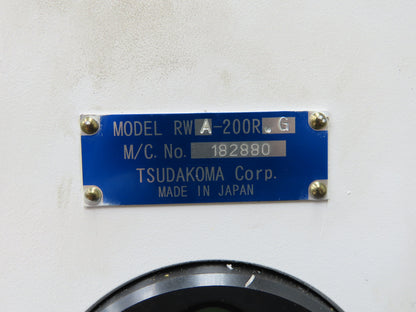 MODEL RWA-200R,G
M/C. No. 182880
TSUDAKOMA Corp.
MADE IN JAPAN